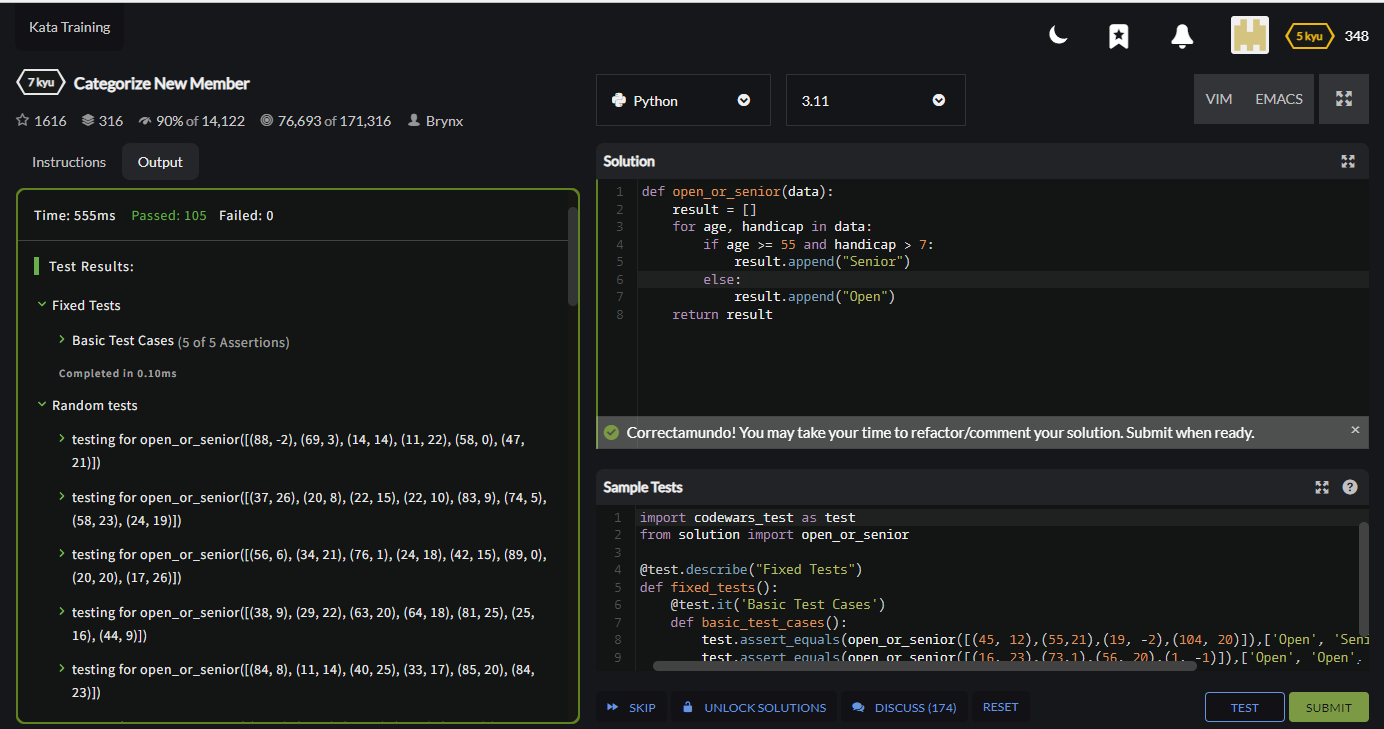 Kata Training
5 kyu 348
7 kyu Categorize New Member
1616 316 90% of 14,122 76,693 of 171,316 Brynx
Python 3.11 VIM EMACS
Instructions Output
Time: 555ms Passed: 105 Failed: 0
Test Results:
Fixed Tests
Basic Test Cases (5 of 5 Assertions)
Completed in 0.10ms
Random tests
testing for open_or_senior([(88, -2), (69, 3), (14, 14), (11, 22), (58, 0), (47,
21)])
testing for open_or_senior([(37, 26), (20, 8), (22, 15), (22, 10), (83, 9), (74, 5),
(58, 23), (24, 19)])
testing for open_or_senior([(56, 6), (34, 21), (76, 1), (24, 18), (42, 15), (89, 0),
(20, 20), (17, 26)])
testing for open_or_senior([(38, 9), (29, 22), (63, 20), (64, 18), (81, 25), (25,
16), (44, 9)])
testing for open_or_senior([(84, 8), (11, 14), (40, 25), (33, 17), (85, 20), (84,
23)])
Solution
1 def open_or_senior(data):
2 result = []
3 for age, handicap in data:
4 if age >= 55 and handicap > 7:
5 result.append("Senior")
6 else:
7 result.append("Open")
8 return result
Correctamundo! You may take your time to refactor/comment your solution. Submit when ready. ×
Sample Tests ?
1 import codewars_test as test
2 from solution import open_or_senior
3
4 @test.describe("Fixed Tests")
5 def fixed_tests():
6 @test.it('Basic Test Cases')
7 def basic_test_cases():
8 test.assert_equals(open_or_senior([(45, 12),(55,21),(19, -2),(104, 20)]),['Open', 'Seni
9 test.assert_equals(open_or_senior([(16, 23),(73,1),(56, 20),(1, -1)]),['Open', 'Open',
SKIP UNLOCK SOLUTIONS DISCUSS (174) RESET TEST SUBMIT